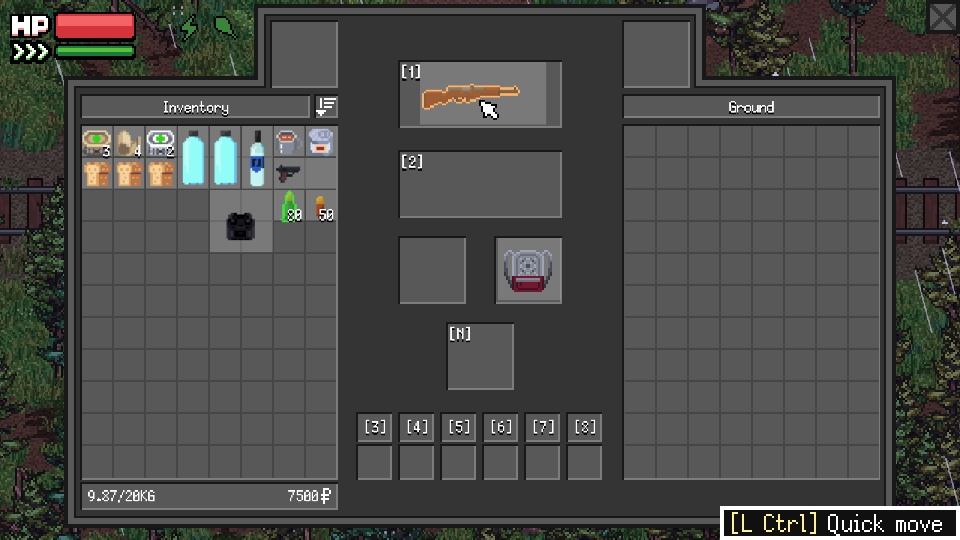 HP
>>>
Inventory
3
4
2
80
50
9.87/20KG
7500₽
[1]
[2]
[N]
[3]
[4]
[5]
[6]
[7]
[8]
Ground
[L Ctrl] Quick move